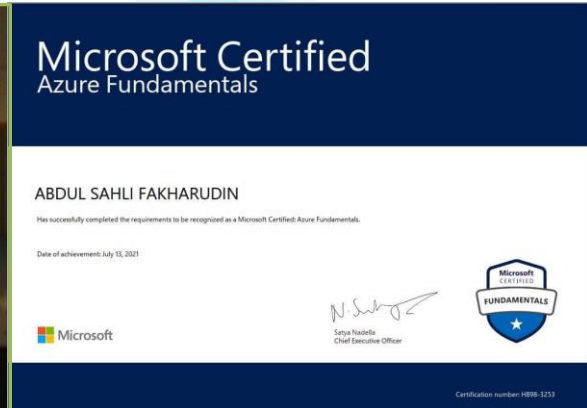 Microsoft Certified
Azure Fundamentals
ABDUL SAHLI FAKHARUDIN
Has successfully completed the requirements to be recognized as a Microsoft Certified: Azure Fundamentals.
Date of achievement: July 13, 2021
Microsoft
CERTIFIED
FUNDAMENTALS
Microsoft
Satya Nadella
Chief Executive Officer
Certification number: H898-3253